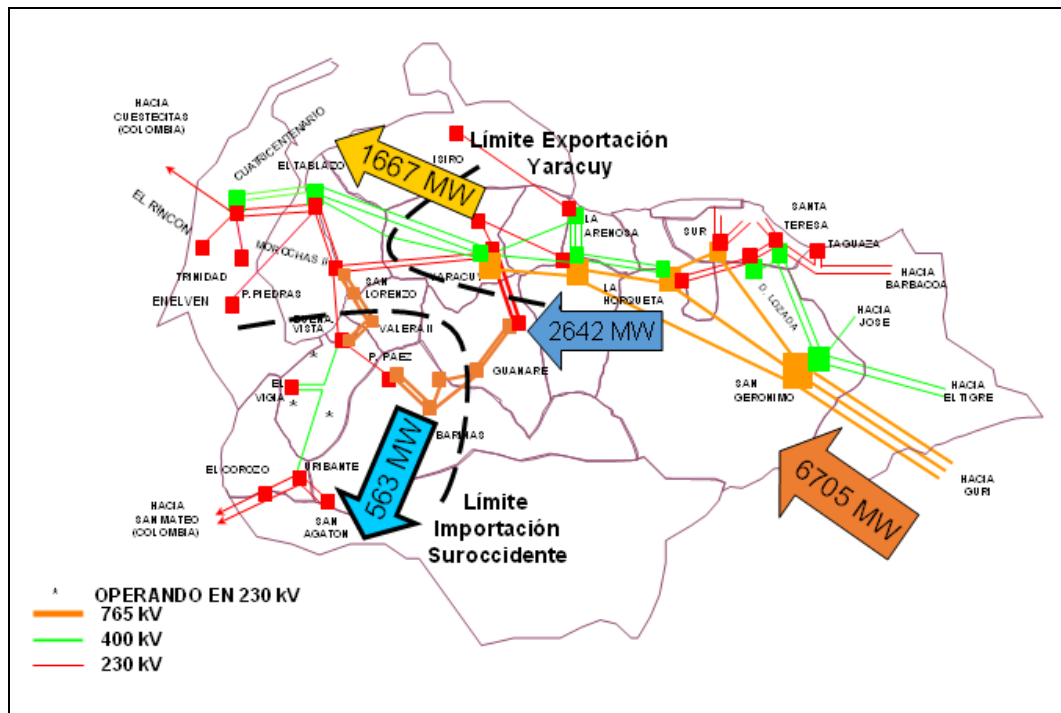 HACIA
CUESTECITAS
(COLOMBIA)
CUATRICENTENARIO
EL TABLAZO
1667 MW
ISIRO
Límite Exportación
Yaracuy
EL RINCON
TRINIDAD
MOROCHAS II
SAN
LORENZO
YARACUY
LA
ARENOSA
LA
HORQUETA
SUR
SANTA
TERESA
TAGUAZA
HACIA
BARBACOA
D. LOZADA
HACIA
JOSE
ENELVEN
P.PIEDRAS
BUENA
VISTA
VALERA II
2642 MW
P. PAEZ
GUANARE
SAN
GERONIMO
HACIA
EL TIGRE
*
EL
VIGIA
*
*
BARINAS
563 MW
6705 MW
HACIA
GURI
EL COROZO
URIBANTE
HACIA
SAN MATEO
(COLOMBIA)
SAN
AGATON
Límite
Importación
Suroccidente
* OPERANDO EN 230 kV
765 kV
400 kV
230 kV